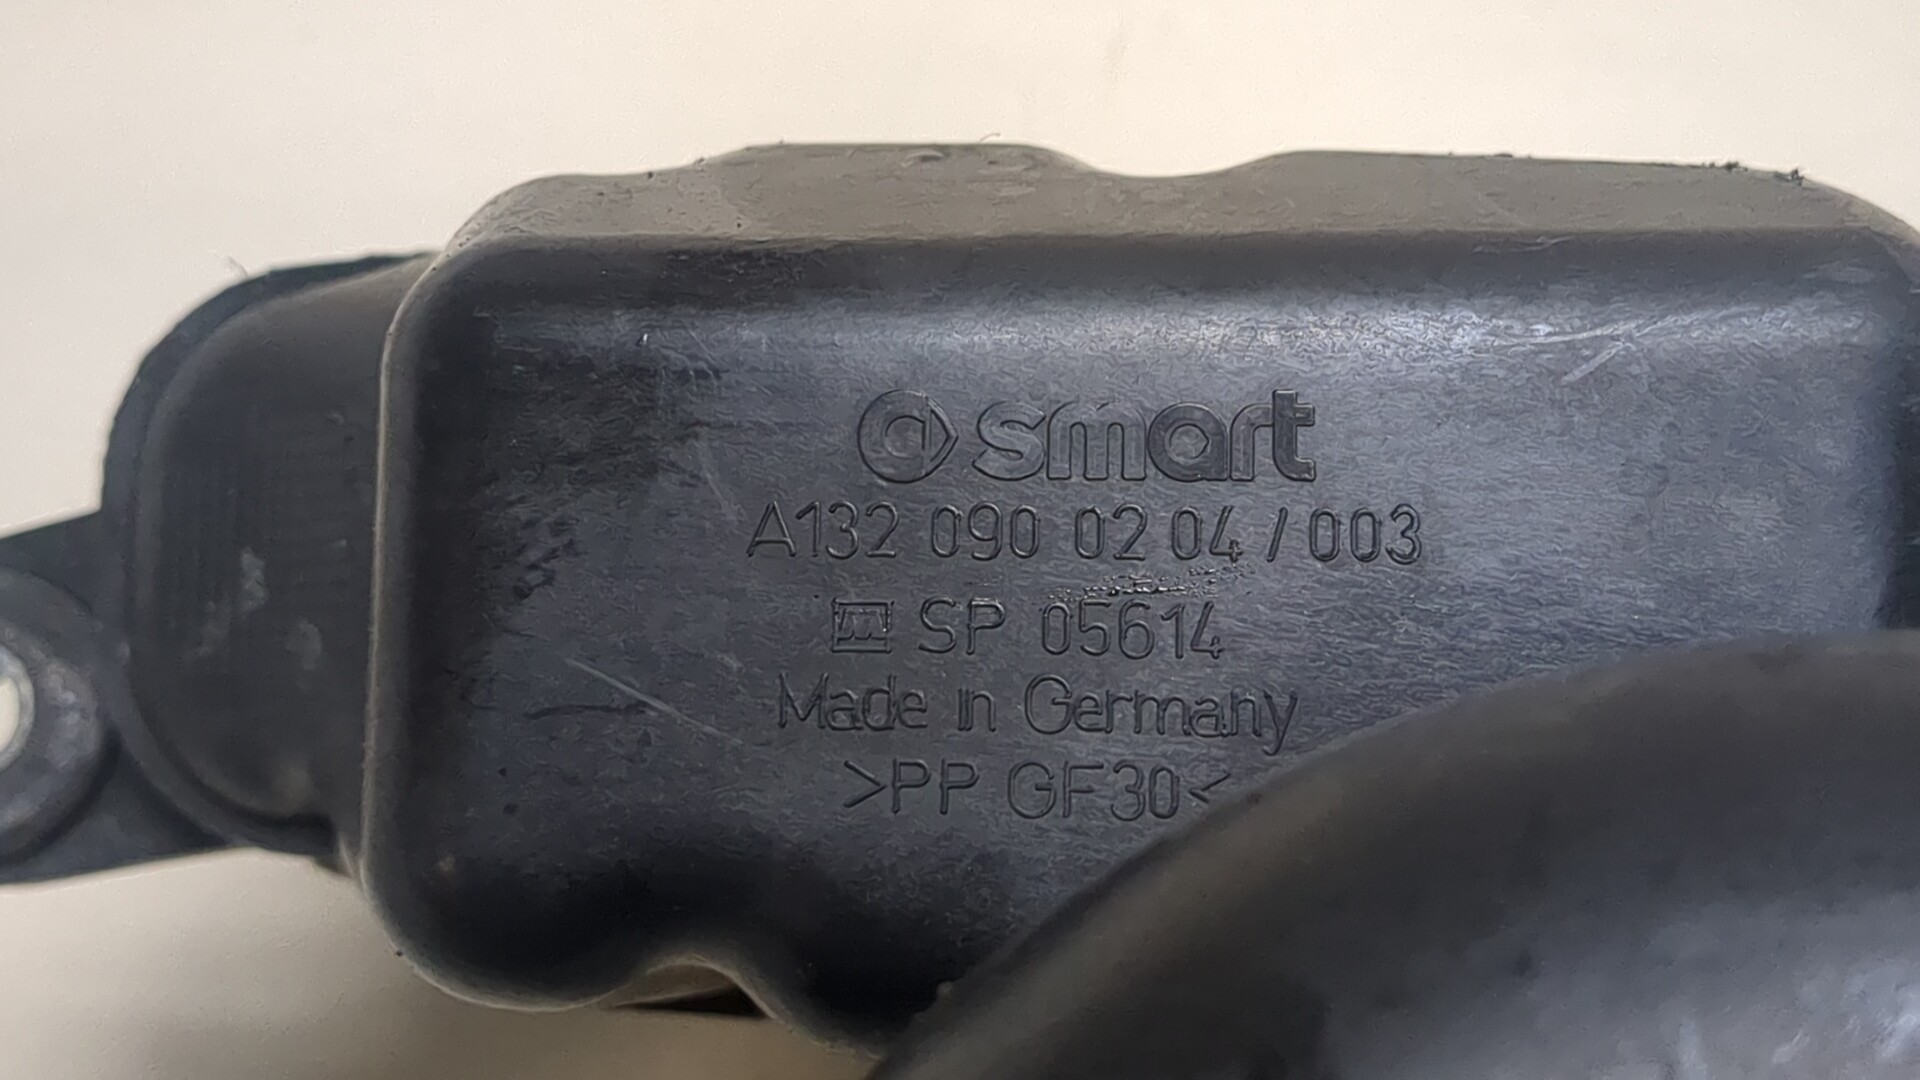 smart
A132 090 02 04 / 003
SP 05614
Made in Germany
>PP GF30<